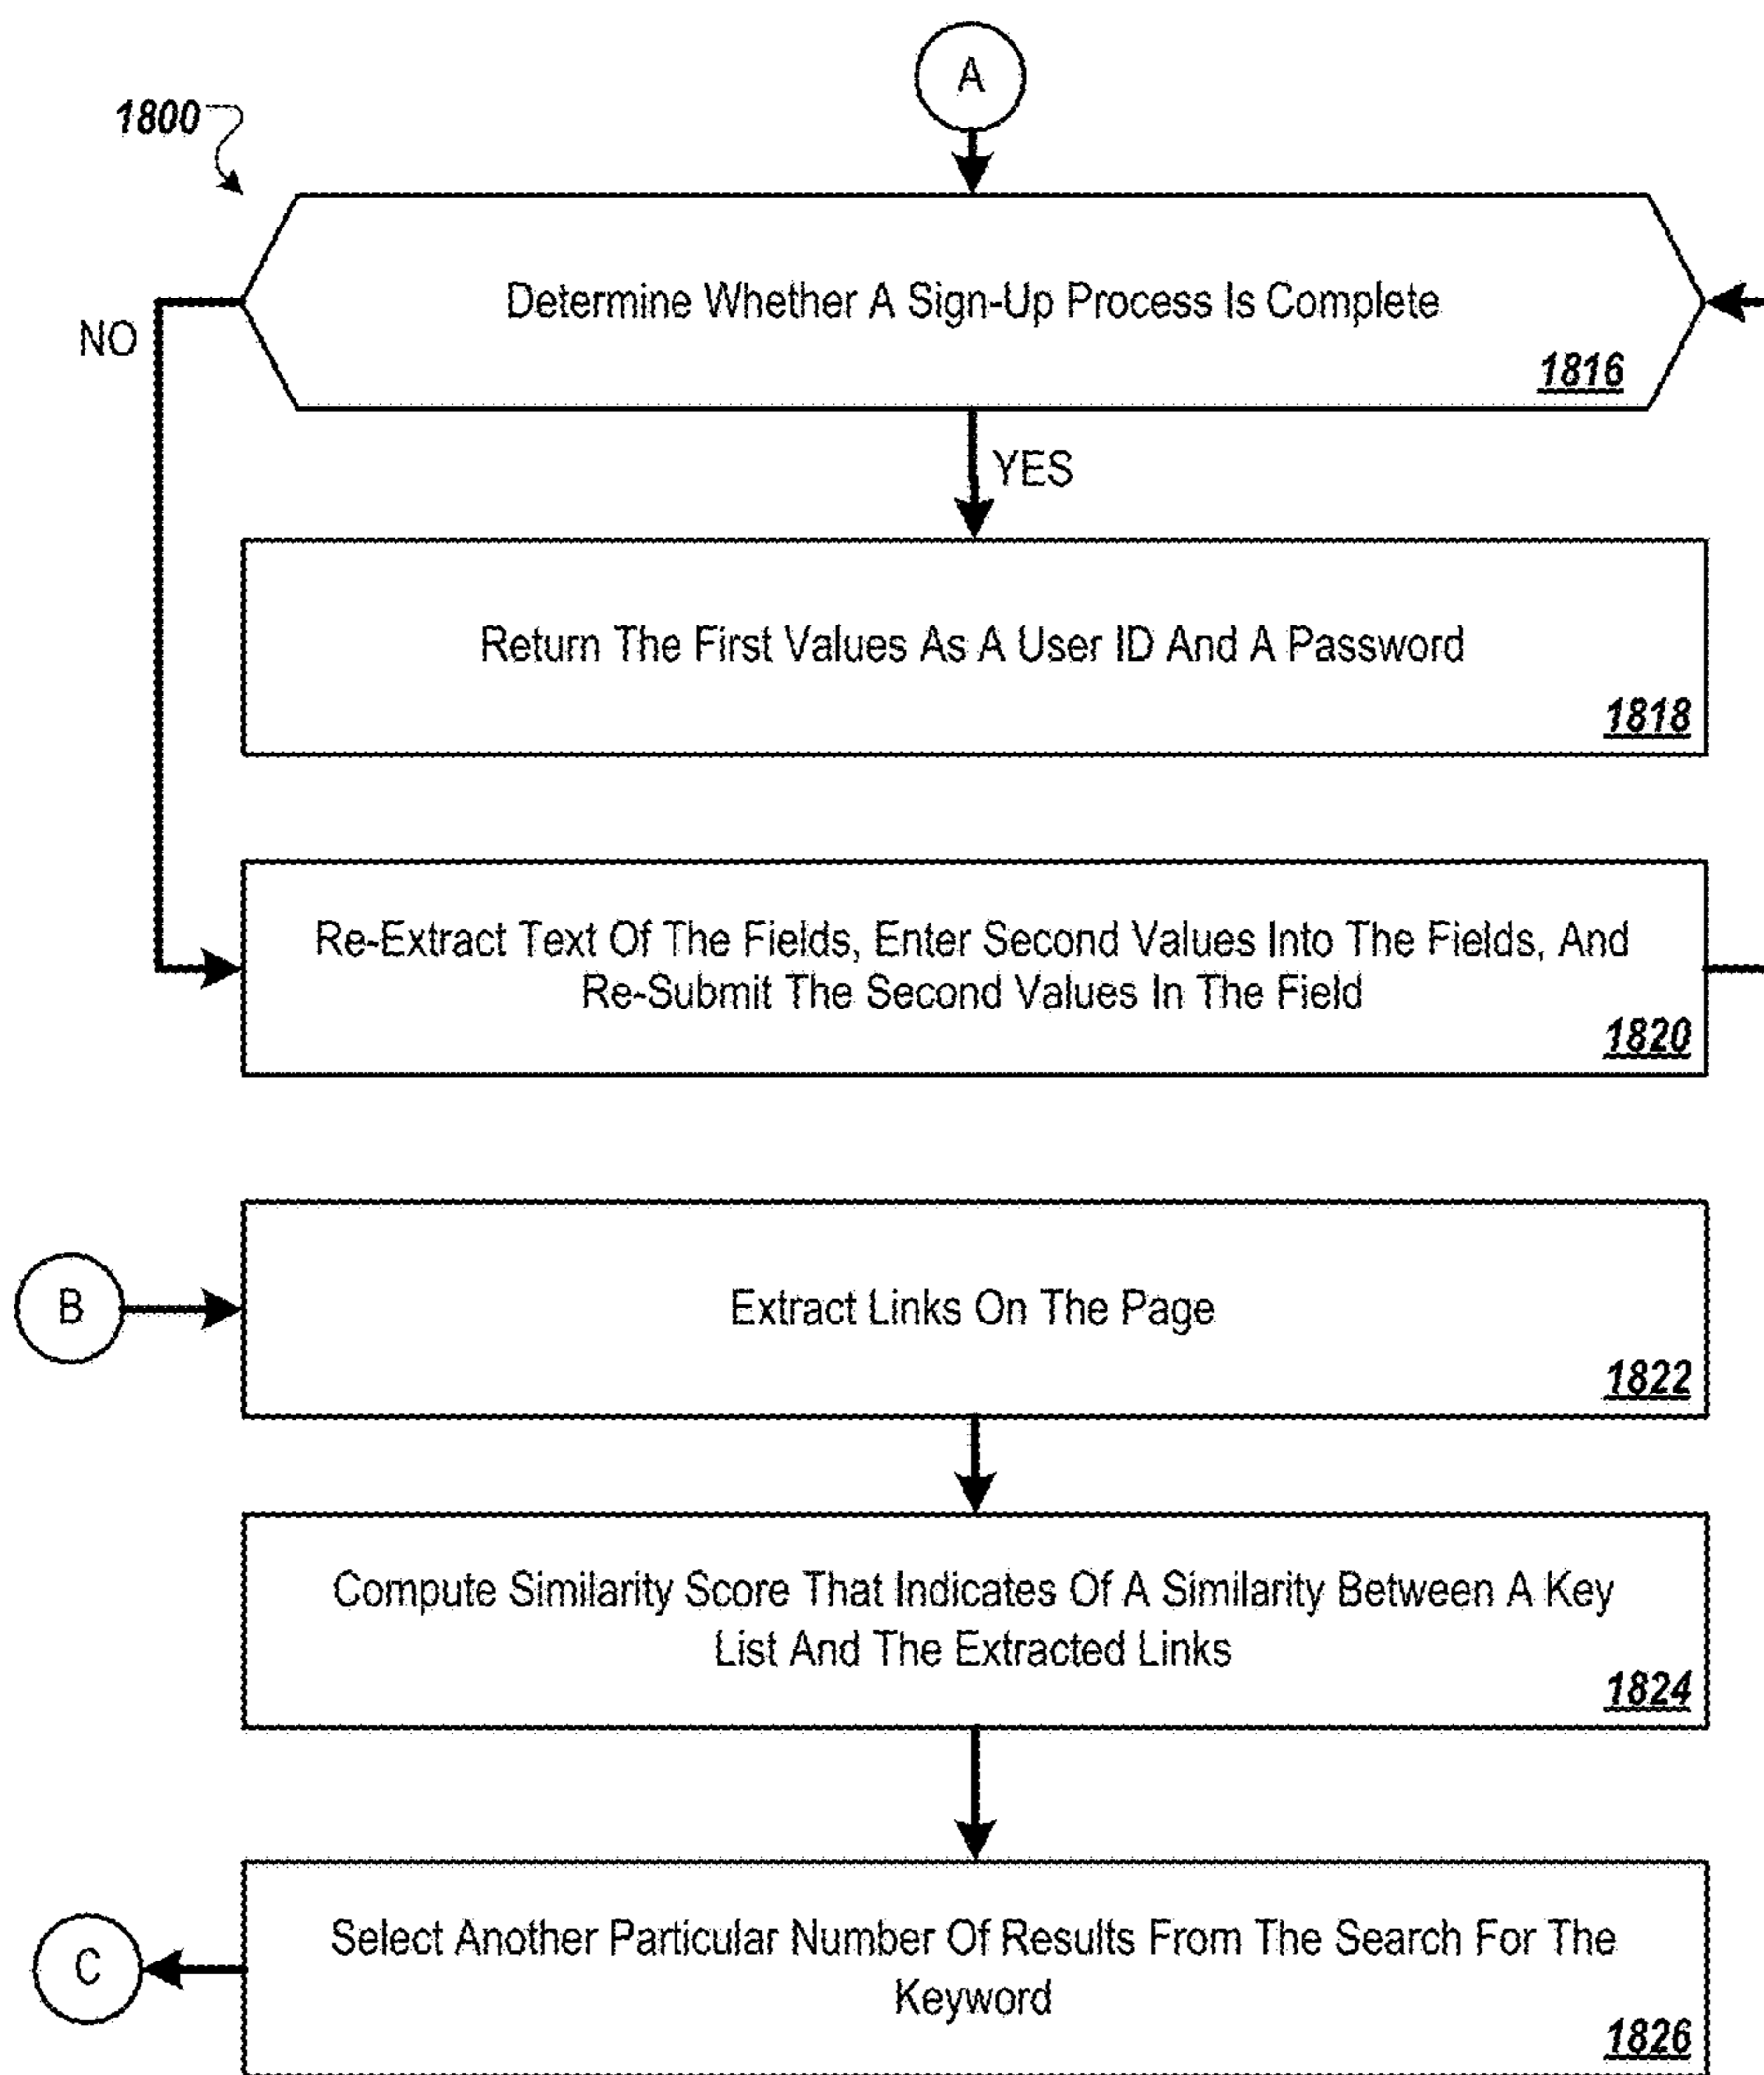 A
1800
Determine Whether A Sign-Up Process Is Complete
1816
NO
YES
Return The First Values As A User ID And A Password
1818
Re-Extract Text Of The Fields, Enter Second Values Into The Fields, And
Re-Submit The Second Values In The Field
1820
B
Extract Links On The Page
1822
Compute Similarity Score That Indicates Of A Similarity Between A Key
List And The Extracted Links
1824
Select Another Particular Number Of Results From The Search For The
Keyword
C
1826